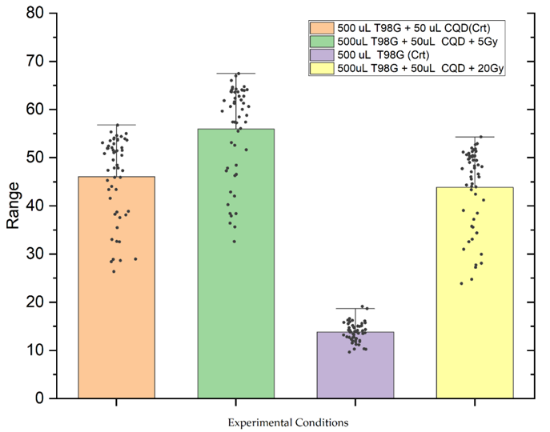 80
70
60
50
40
30
20
10
0
Range
500 uL T98G + 50 uL CQD(Crt)
500uL T98G + 50uL CQD + 5Gy
500 uL T98G (Crt)
500uL T98G + 50uL CQD + 20Gy
Experimental Conditions